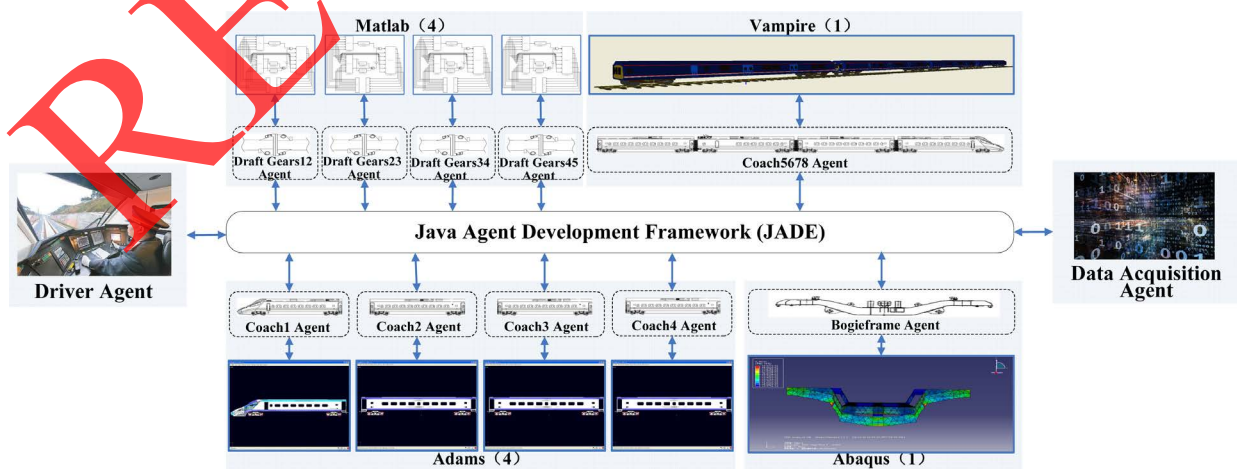 Matlab（4）
Vampire（1）
Draft Gears12
Agent
Draft Gears23
Agent
Draft Gears34
Agent
Draft Gears45
Agent
Coach5678 Agent
Java Agent Development Framework (JADE)
Driver Agent
Data Acquisition
Agent
Coach1 Agent
Coach2 Agent
Coach3 Agent
Coach4 Agent
Bogieframe Agent
Adams（4）
Abaqus（1）
RE